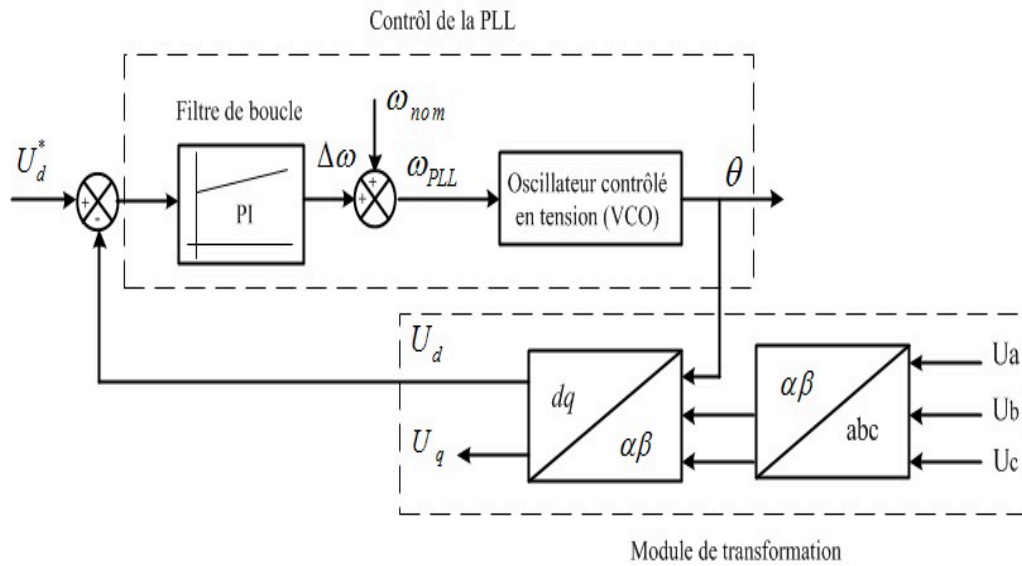 Contrôl de la PLL
Filtre de boucle
ω_nom
U_d^*
Δω
ω_PLL
θ
+
-
+
+
PI
Oscillateur contrôlé
en tension (VCO)
U_d
U_q
dq
αβ
αβ
abc
Ua
Ub
Uc
Module de transformation